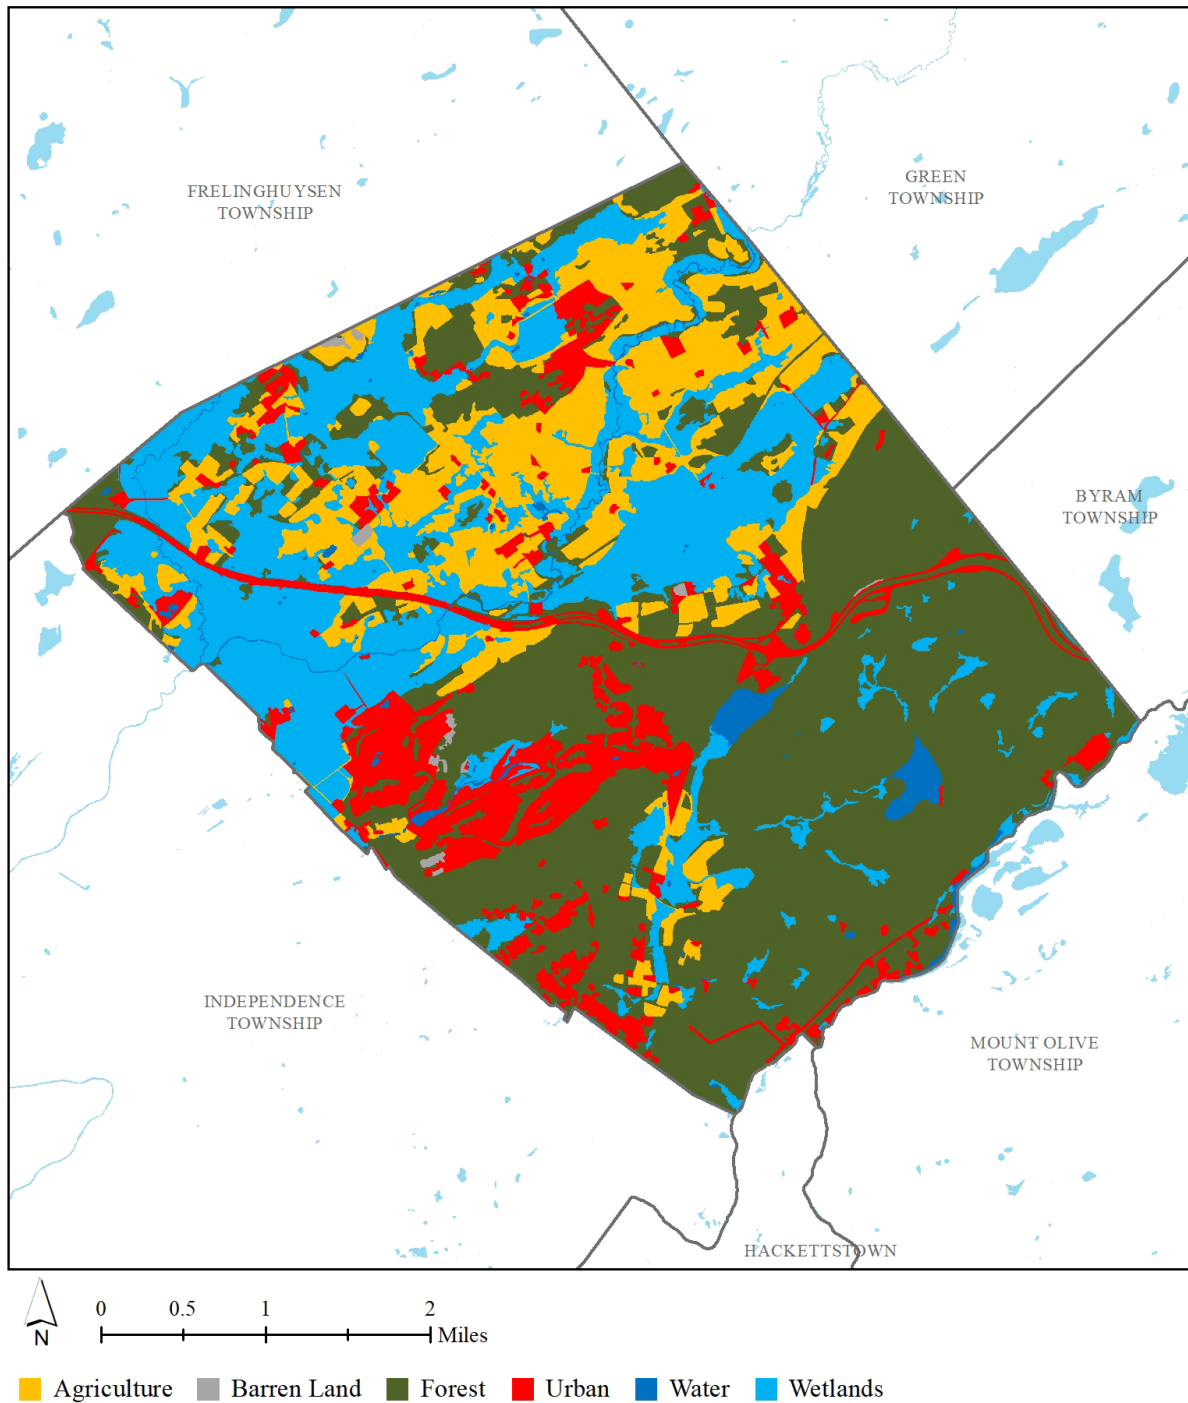 FRELINGHUYSEN
TOWNSHIP
GREEN
TOWNSHIP
BYRAM
TOWNSHIP
INDEPENDENCE
TOWNSHIP
MOUNT OLIVE
TOWNSHIP
HACKETTSTOWN
N
0 0.5 1 2
Miles
Agriculture Barren Land Forest Urban Water Wetlands